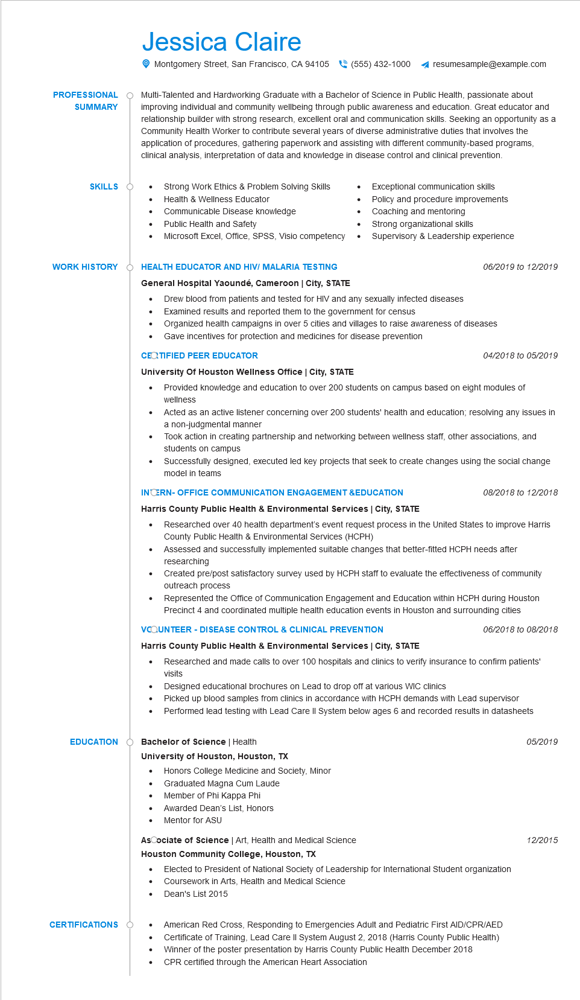 Jessica Claire
Montgomery Street, San Francisco, CA 94105 (555) 432-1000 resumesample@example.com
PROFESSIONAL SUMMARY
Multi-Talented and Hardworking Graduate with a Bachelor of Science in Public Health, passionate about
improving individual and community wellbeing through public awareness and education. Great educator and
relationship builder with strong research, excellent oral and communication skills. Seeking an opportunity as a
Community Health Worker to contribute several years of diverse administrative duties that involves the
application of procedures, gathering paperwork and assisting with different community-based programs,
clinical analysis, interpretation of data and knowledge in disease control and clinical prevention.
SKILLS
• Strong Work Ethics & Problem Solving Skills
• Health & Wellness Educator
• Communicable Disease knowledge
• Public Health and Safety
• Microsoft Excel, Office, SPSS, Visio competency
• Exceptional communication skills
• Policy and procedure improvements
• Coaching and mentoring
• Strong organizational skills
• Supervisory & Leadership experience
WORK HISTORY
HEALTH EDUCATOR AND HIV/ MALARIA TESTING 06/2019 to 12/2019
General Hospital Yaoundé, Cameroon | City, STATE
• Drew blood from patients and tested for HIV and any sexually infected diseases
• Examined results and reported them to the government for census
• Organized health campaigns in over 5 cities and villages to raise awareness of diseases
• Gave incentives for protection and medicines for disease prevention
CERTIFIED PEER EDUCATOR 04/2018 to 05/2019
University Of Houston Wellness Office | City, STATE
• Provided knowledge and education to over 200 students on campus based on eight modules of
wellness
• Acted as an active listener concerning over 200 students' health and education; resolving any issues in
a non-judgmental manner
• Took action in creating partnership and networking between wellness staff, other associations, and
students on campus
• Successfully designed, executed led key projects that seek to create changes using the social change
model in teams
INTERN- OFFICE COMMUNICATION ENGAGEMENT &EDUCATION 08/2018 to 12/2018
Harris County Public Health & Environmental Services | City, STATE
• Researched over 40 health department’s event request process in the United States to improve Harris
County Public Health & Environmental Services (HCPH)
• Assessed and successfully implemented suitable changes that better-fitted HCPH needs after
researching
• Created pre/post satisfactory survey used by HCPH staff to evaluate the effectiveness of community
outreach process
• Represented the Office of Communication Engagement and Education within HCPH during Houston
Precinct 4 and coordinated multiple health education events in Houston and surrounding cities
VOLUNTEER - DISEASE CONTROL & CLINICAL PREVENTION 06/2018 to 08/2018
Harris County Public Health & Environmental Services | City, STATE
• Researched and made calls to over 100 hospitals and clinics to verify insurance to confirm patients'
visits
• Designed educational brochures on Lead to drop off at various WIC clinics
• Picked up blood samples from clinics in accordance with HCPH demands with Lead supervisor
• Performed lead testing with Lead Care II System below ages 6 and recorded results in datasheets
EDUCATION
Bachelor of Science | Health 05/2019
University of Houston, Houston, TX
• Honors College Medicine and Society, Minor
• Graduated Magna Cum Laude
• Member of Phi Kappa Phi
• Awarded Dean’s List, Honors
• Mentor for ASU
Associate of Science | Art, Health and Medical Science 12/2015
Houston Community College, Houston, TX
• Elected to President of National Society of Leadership for International Student organization
• Coursework in Arts, Health and Medical Science
• Dean's List 2015
CERTIFICATIONS
• American Red Cross, Responding to Emergencies Adult and Pediatric First AID/CPR/AED
• Certificate of Training, Lead Care II System August 2, 2018 (Harris County Public Health)
• Winner of the poster presentation by Harris County Public Health December 2018
• CPR certified through the American Heart Association